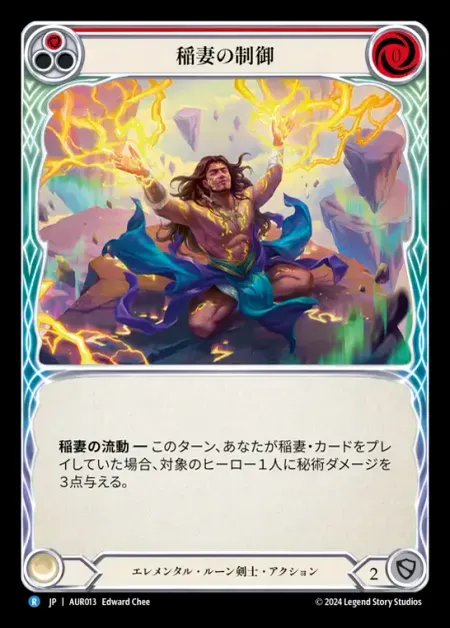 稲妻の制御
0
稲妻の流動 — このターン、あなたが稲妻・カードをプレ
イしていた場合、対象のヒーロー１人に秘術ダメージを
３点与える。
エレメンタル・ルーン剣士・アクション
2
R JP | AUR013 Edward Chee
© 2024 Legend Story Studios